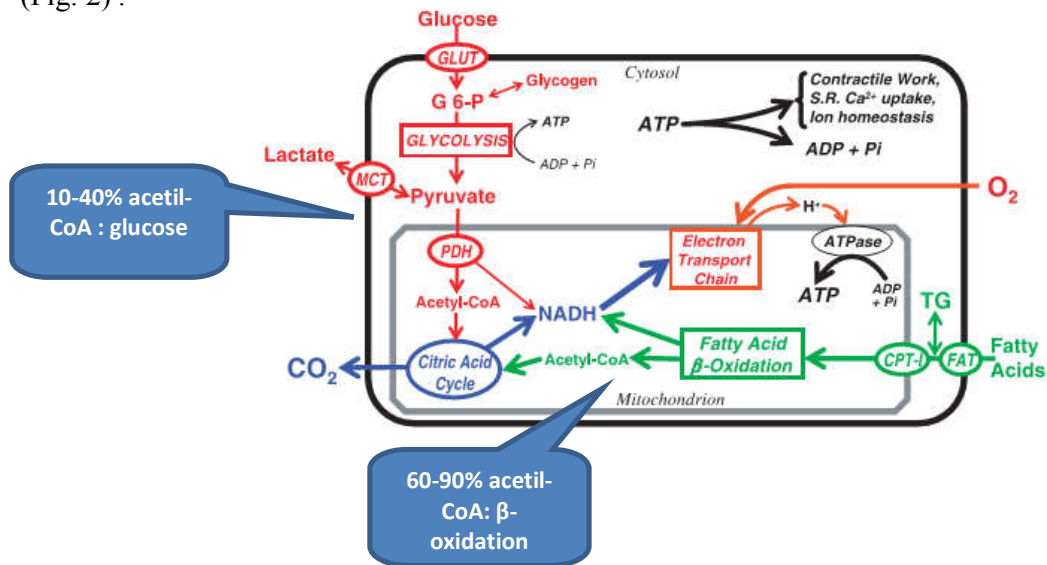 (Fig. 2) .
Glucose
GLUT
Cytosol
G 6-P
Glycogen
ATP
GLYCOLYSIS
ADP + Pi
ATP
Contractile Work,
S.R. Ca²⁺ uptake,
Ion homeostasis
ADP + Pi
Lactate
MCT
Pyruvate
10-40% acetil-
CoA : glucose
O₂
H⁺
PDH
Electron
Transport
Chain
ATPase
ATP
ADP
+ Pi
Acetyl-CoA
NADH
TG
CO₂
Citric Acid
Cycle
Acetyl-CoA
Fatty Acid
β-Oxidation
CPT-I
FAT
Fatty
Acids
Mitochondrion
60-90% acetil-
CoA: β-
oxidation